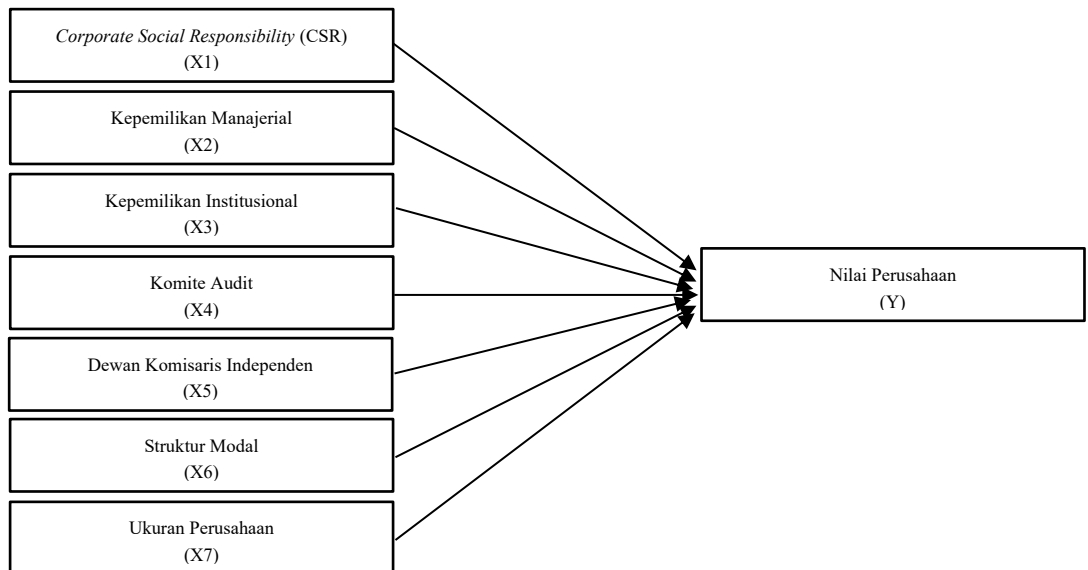 Corporate Social Responsibility (CSR)
(X1)
Kepemilikan Manajerial
(X2)
Kepemilikan Institusional
(X3)
Komite Audit
(X4)
Dewan Komisaris Independen
(X5)
Struktur Modal
(X6)
Ukuran Perusahaan
(X7)
Nilai Perusahaan
(Y)